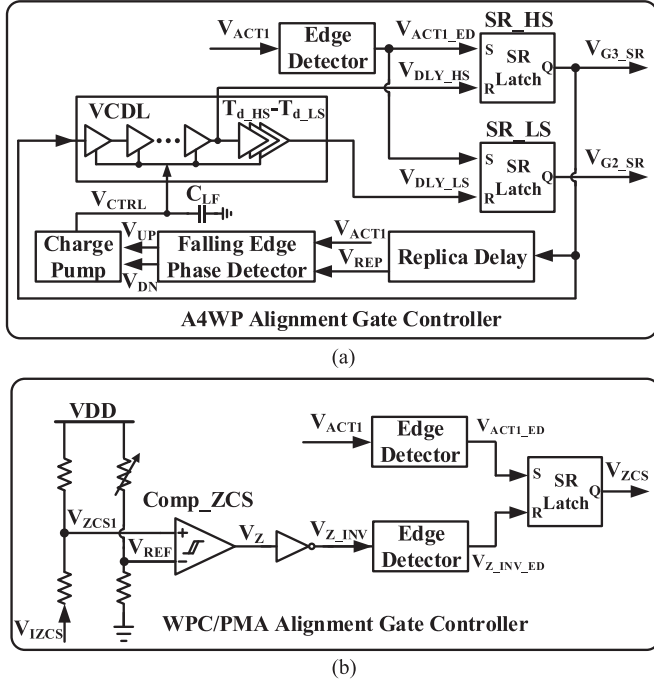 SR_HS
V_ACT1
Edge Detector
V_ACT1_ED
S
SR Latch
Q
R
V_G3_SR
V_DLY_HS
VCDL
T_d_HS-T_d_LS
SR_LS
S
SR Latch
Q
R
V_G2_SR
V_DLY_LS
V_CTRL
C_LF
Charge Pump
V_UP
V_DN
Falling Edge Phase Detector
V_ACT1
V_REP
Replica Delay
A4WP Alignment Gate Controller
(a)
VDD
V_ACT1
Edge Detector
V_ACT1_ED
V_ZCS1
V_REF
Comp_ZCS
+
−
V_Z
V_Z_INV
Edge Detector
V_Z_INV_ED
S
SR Latch
Q
R
V_ZCS
V_IZCS
WPC/PMA Alignment Gate Controller
(b)